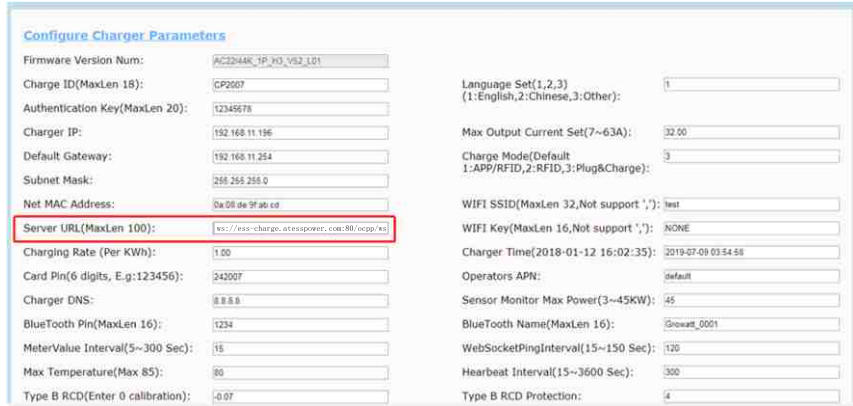 Configure Charger Parameters
Firmware Version Num: AC22I44K_1P_H3_V52_L01
Charge ID(MaxLen 18): CP2007
Language Set(1,2,3)
(1:English,2:Chinese,3:Other): 1
Authentication Key(MaxLen 20): 12345678
Charger IP: 192.168.11.196
Max Output Current Set(7~63A): 32.00
Default Gateway: 192.168.11.254
Charge Mode(Default
1:APP/RFID,2:RFID,3:Plug&Charge): 3
Subnet Mask: 255.255.255.0
Net MAC Address: 0a:08:de:9f:ab:cd
WIFI SSID(MaxLen 32,Not support ','): test
Server URL(MaxLen 100): ws://ess-charge.atesspower.com:80/ocpp/ws
WIFI Key(MaxLen 16,Not support ','): NONE
Charging Rate (Per KWh): 1.00
Charger Time(2018-01-12 16:02:35): 2019-07-09 03:54:56
Card Pin(6 digits, E.g:123456): 242007
Operators APN: default
Charger DNS: 8.8.8.8
Sensor Monitor Max Power(3~45KW): 45
BlueTooth Pin(MaxLen 16): 1234
BlueTooth Name(MaxLen 16): Growatt_0001
MeterValue Interval(5~300 Sec): 15
WebSocketPingInterval(15~150 Sec): 120
Max Temperature(Max 85): 80
Hearbeat Interval(15~3600 Sec): 300
Type B RCD(Enter 0 calibration): -0.07
Type B RCD Protection: 4